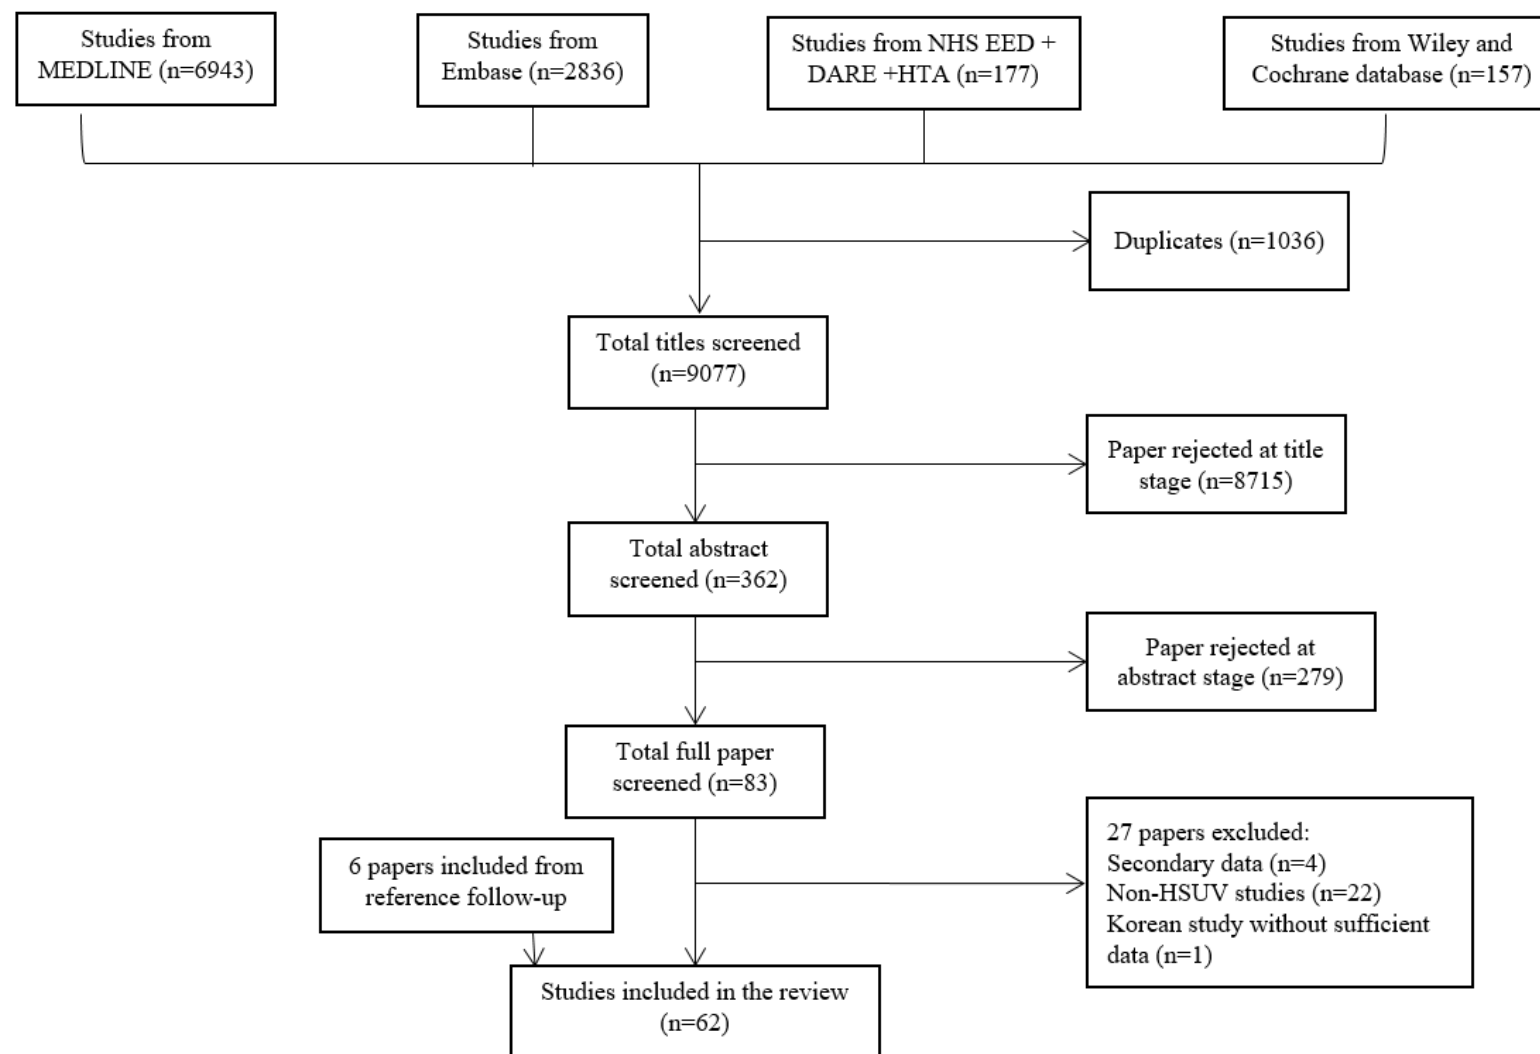 Studies from
MEDLINE (n=6943)
Studies from
Embase (n=2836)
Studies from NHS EED +
DARE +HTA (n=177)
Studies from Wiley and
Cochrane database (n=157)
Duplicates (n=1036)
Total titles screened
(n=9077)
Paper rejected at title
stage (n=8715)
Total abstract
screened (n=362)
Paper rejected at
abstract stage (n=279)
Total full paper
screened (n=83)
6 papers included from
reference follow-up
27 papers excluded:
Secondary data (n=4)
Non-HSUV studies (n=22)
Korean study without sufficient
data (n=1)
Studies included in the review
(n=62)